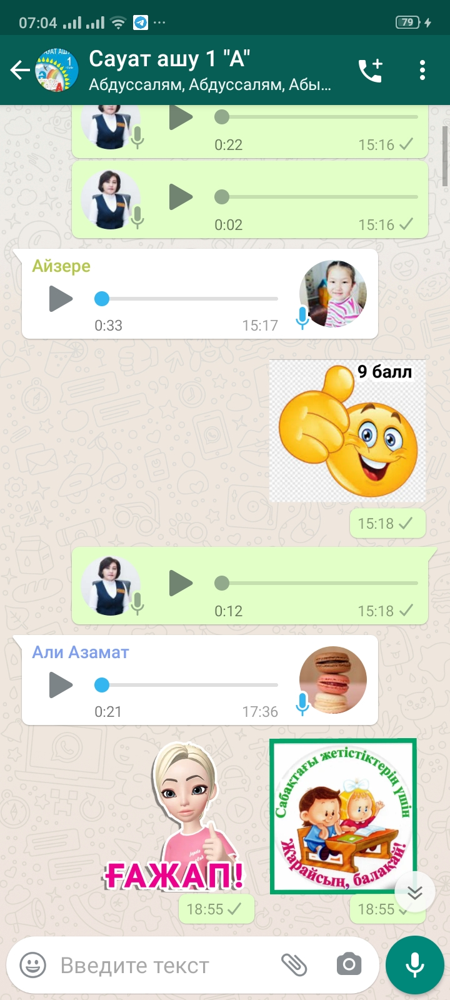 07:04
79
Сауат ашу 1 "А"
Абдуссалям, Абдуссалям, Абы...
0:22 15:16
0:02 15:16
Айзере
0:33 15:17
9 балл
15:18
0:12 15:18
Али Азамат
0:21 17:36
ҒАЖАП!
Сабақтағы жетістіктерің үшін
Жарайсың, балақай!
18:55 18:55
Введите текст